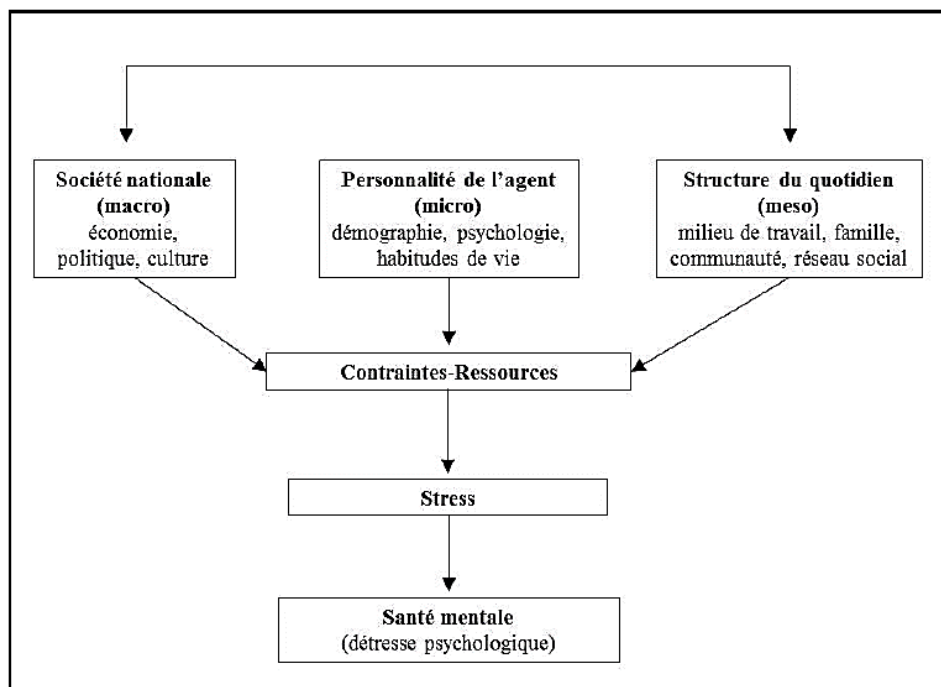 Société nationale
(macro)
économie,
politique, culture
Personnalité de l'agent
(micro)
démographie, psychologie,
habitudes de vie
Structure du quotidien
(meso)
milieu de travail, famille,
communauté, réseau social
Contraintes-Ressources
Stress
Santé mentale
(détresse psychologique)